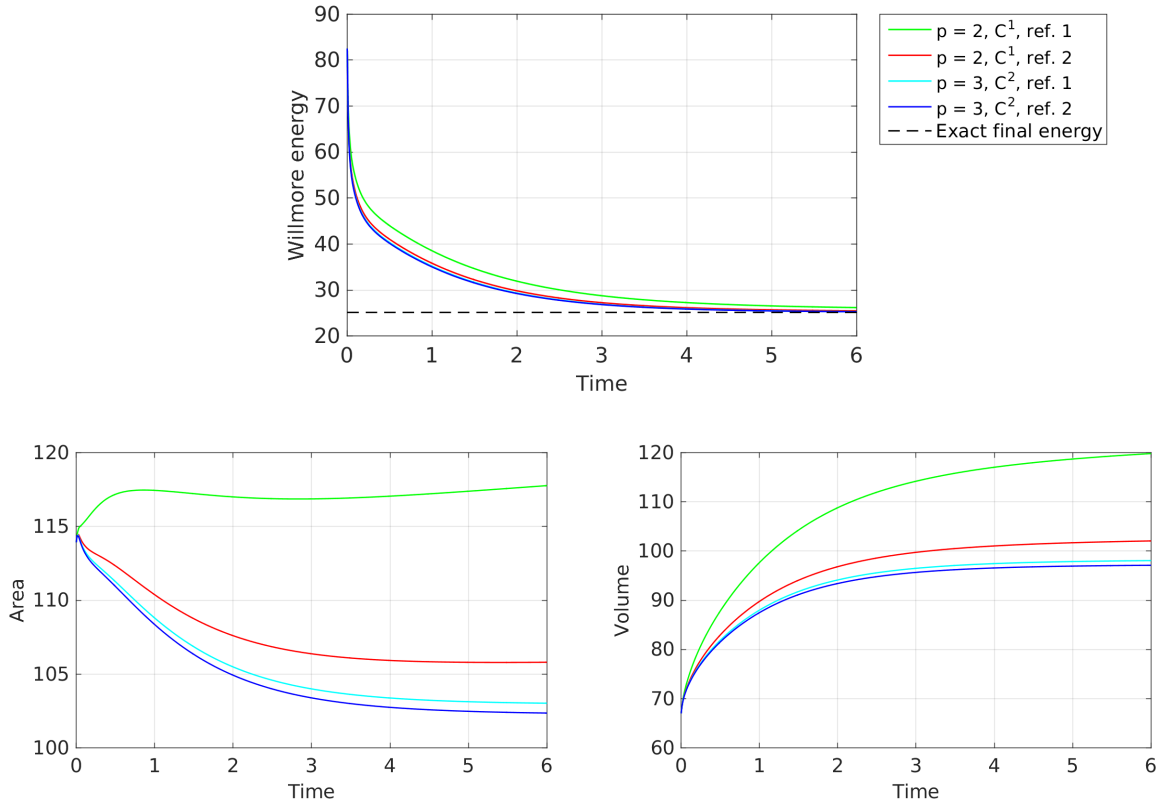 90
80
70
60
50
40
30
20
Willmore energy
0 1 2 3 4 5 6
Time
p = 2, C¹, ref. 1
p = 2, C¹, ref. 2
p = 3, C², ref. 1
p = 3, C², ref. 2
Exact final energy
120
115
110
105
100
Area
0 1 2 3 4 5 6
Time
120
110
100
90
80
70
60
Volume
0 1 2 3 4 5 6
Time